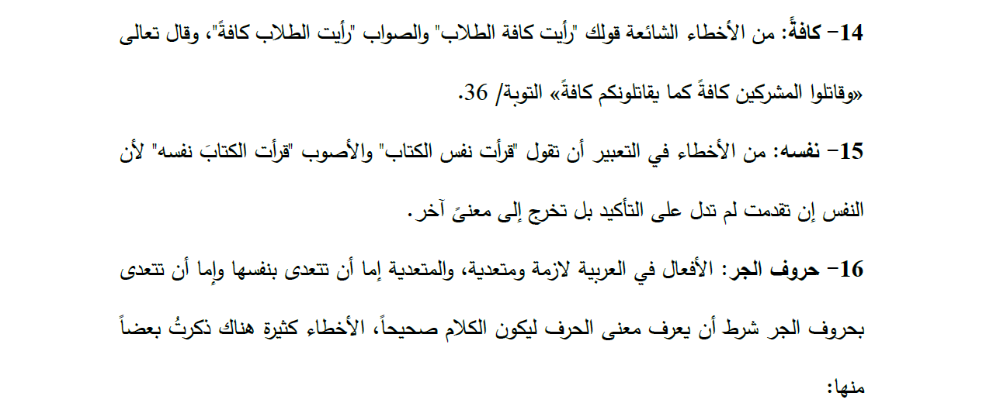 14- كافةً: من الأخطاء الشائعة قولك "رأيت كافة الطلاب" والصواب "رأيت الطلاب كافةً"، وقال تعالى
«وقاتلوا المشركين كافةً كما يقاتلونكم كافةً» التوبة/ 36.
15- نفسه: من الأخطاء في التعبير أن تقول "قرأت نفس الكتاب" والأصوب "قرأت الكتابَ نفسه" لأن
النفس إن تقدمت لم تدل على التأكيد بل تخرج إلى معنىً آخر.
16- حروف الجر: الأفعال في العربية لازمة ومتعدية، والمتعدية إما أن تتعدى بنفسها وإما أن تتعدى
بحروف الجر شرط أن يعرف معنى الحرف ليكون الكلام صحيحاً، الأخطاء كثيرة هناك ذكرتُ بعضاً
منها: